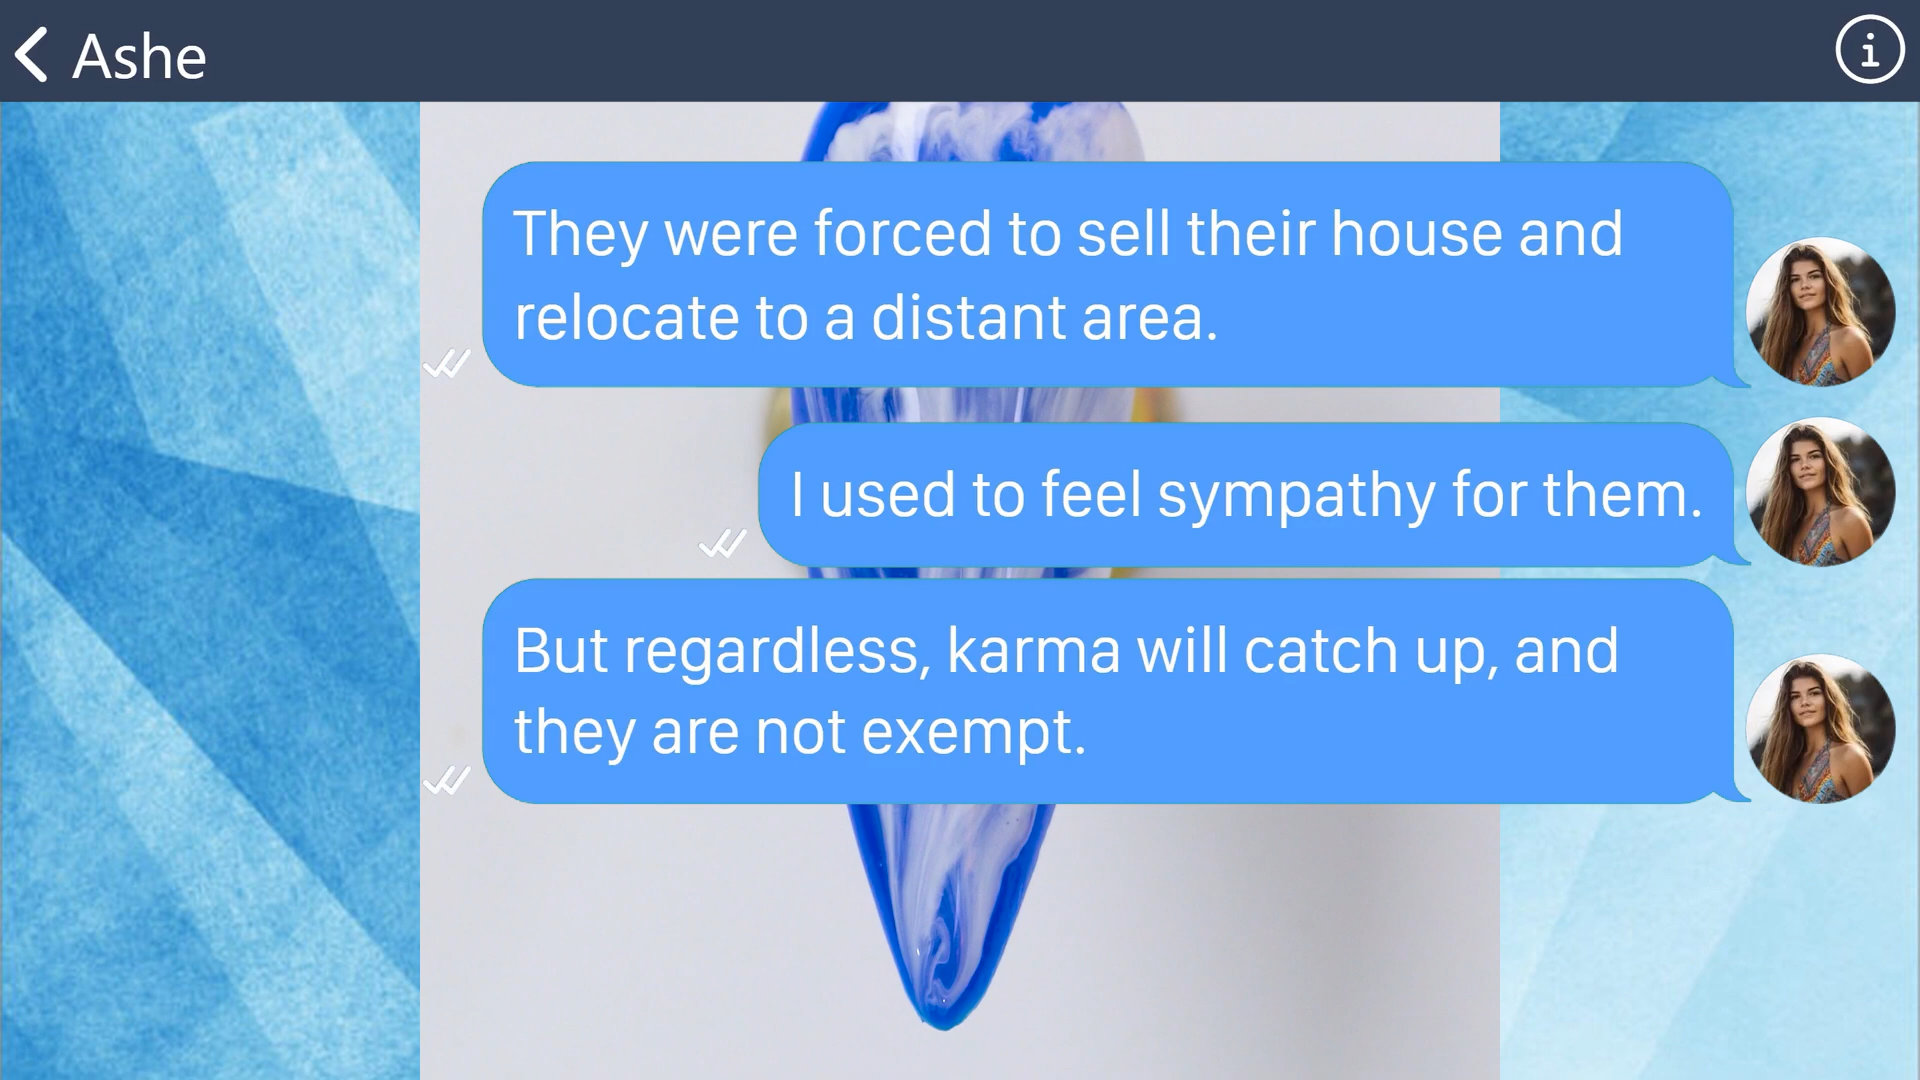 Ashe
They were forced to sell their house and
relocate to a distant area.
I used to feel sympathy for them.
But regardless, karma will catch up, and
they are not exempt.